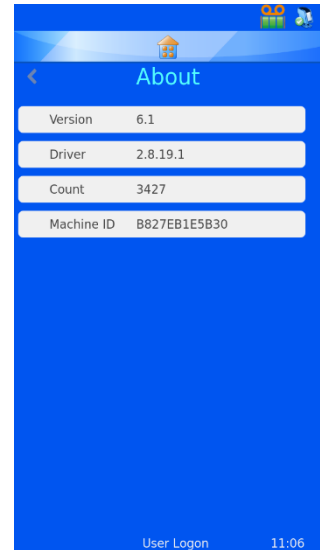 About
Version 6.1
Driver 2.8.19.1
Count 3427
Machine ID B827EB1E5B30
User Logon 11:06